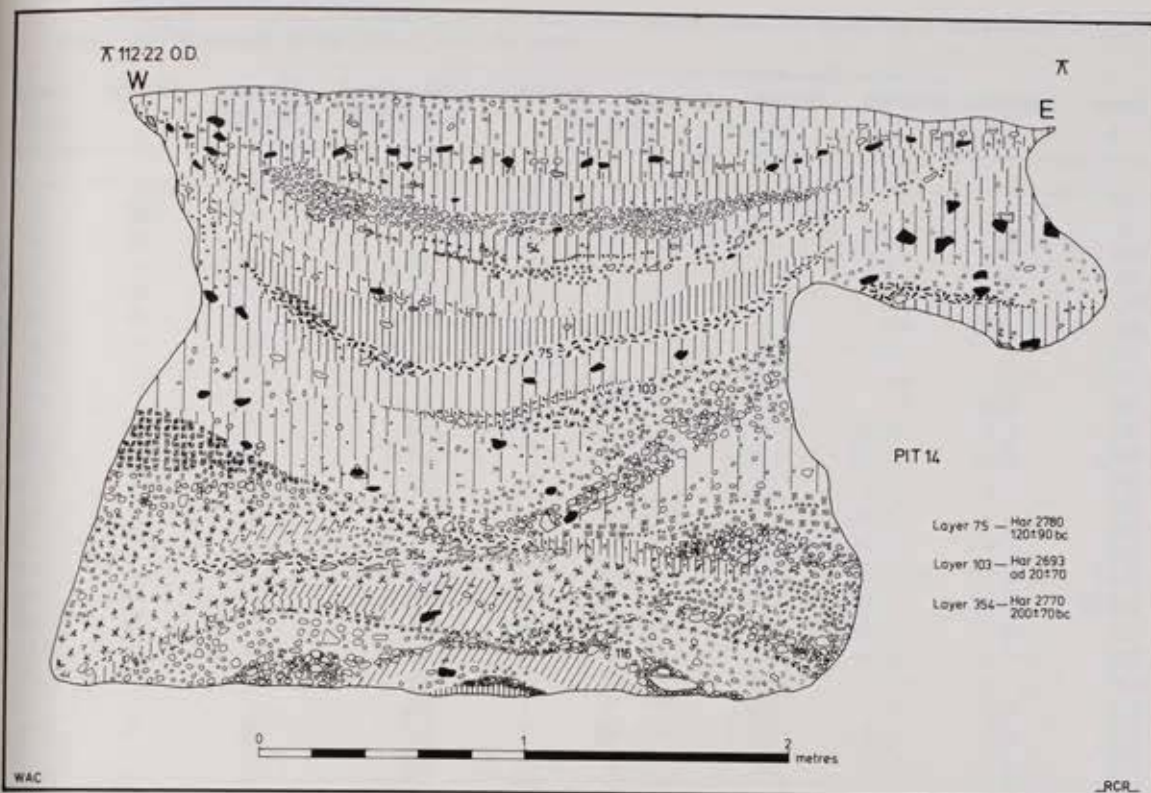 ⊼ 112·22 O.D.
W
⊼
E
54
75
103
354
116
PIT 14
Layer 75 — Har 2780
120±90 bc
Layer 103 — Har 2693
ad 20±70
Layer 354 — Har 2770
200±70 bc
0
1
2
metres
WAC
RCR